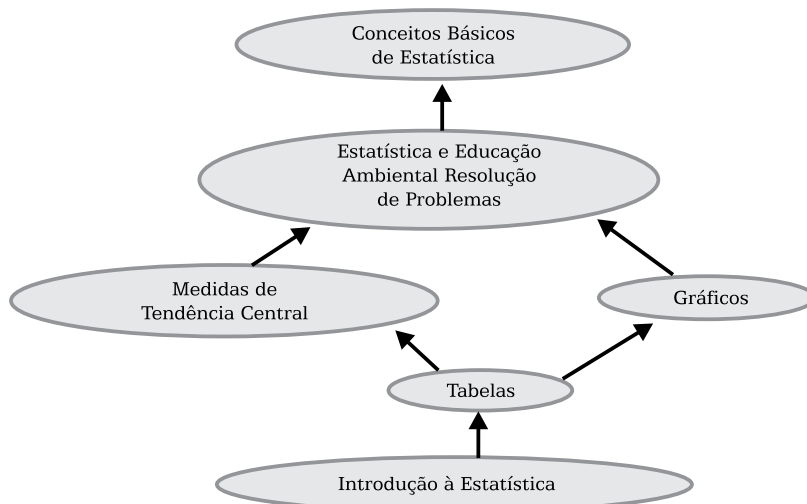 Conceitos Básicos
de Estatística
Estatística e Educação
Ambiental Resolução
de Problemas
Medidas de
Tendência Central
Gráficos
Tabelas
Introdução à Estatística